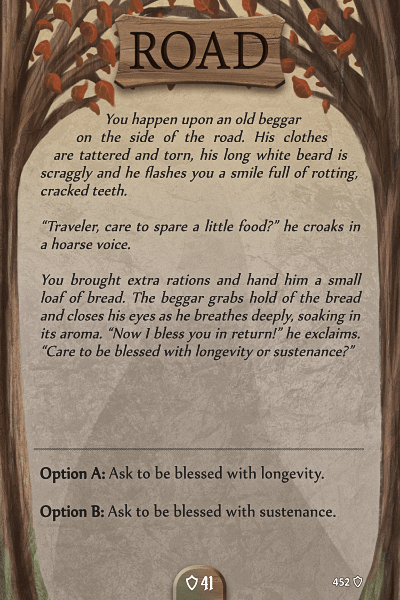 ROAD
You happen upon an old beggar
on the side of the road. His clothes
are tattered and torn, his long white beard is
scraggly and he flashes you a smile full of rotting,
cracked teeth.
“Traveler, care to spare a little food?” he croaks in
a hoarse voice.
You brought extra rations and hand him a small
loaf of bread. The beggar grabs hold of the bread
and closes his eyes as he breathes deeply, soaking in
its aroma. “Now I bless you in return!” he exclaims.
“Care to be blessed with longevity or sustenance?”
Option A: Ask to be blessed with longevity.
Option B: Ask to be blessed with sustenance.
41
452